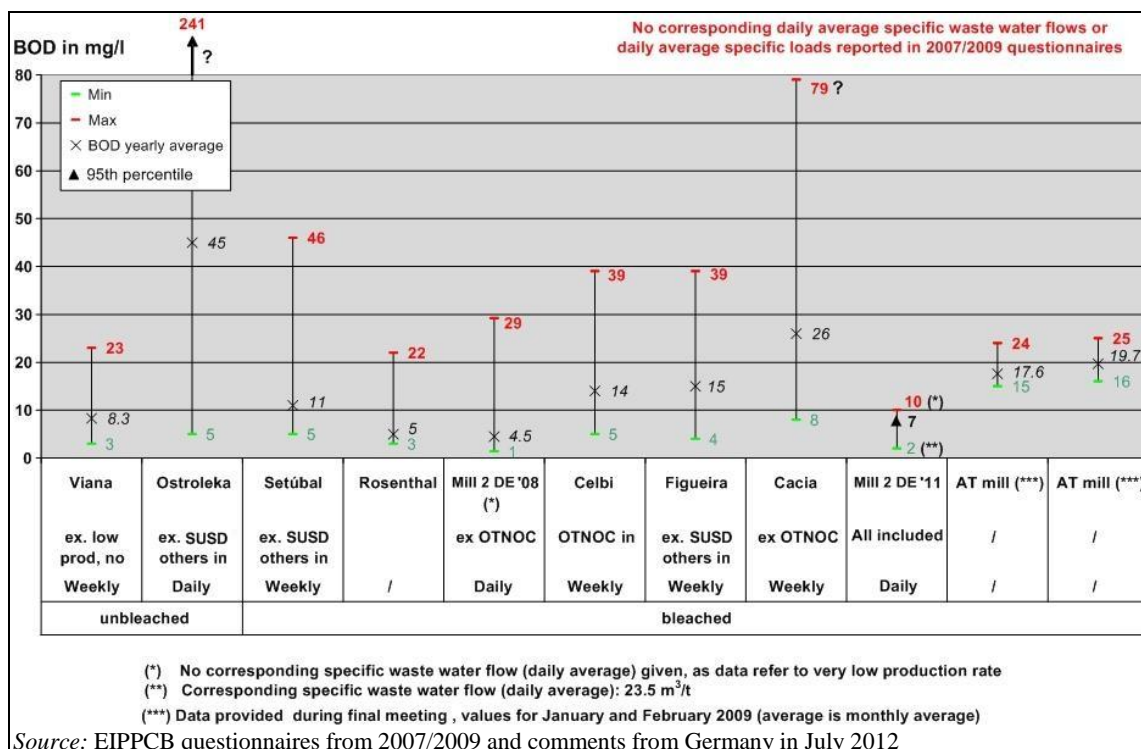 241
No corresponding daily average specific waste water flows or
daily average specific loads reported in 2007/2009 questionnaires
BOD in mg/l
?
80
70
60
50
40
30
20
10
0
Min
Max
BOD yearly average
95th percentile
23
8.3
3
45
5
46
11
5
22
5
3
29
4.5
1
39
14
5
39
15
4
79 ?
26
8
10 (*)
7
2 (**)
24
17.6
15
25
19.7
16
Viana Ostroleka Setúbal Rosenthal Mill 2 DE '08 Celbi Figueira Cacia Mill 2 DE '11 AT mill (***) AT mill (***)
(*)
ex. low ex. SUSD ex. SUSD ex OTNOC OTNOC in ex. SUSD ex OTNOC All included / /
prod, no others in others in others in
Weekly Daily Weekly / Daily Weekly Weekly Weekly Daily / /
unbleached bleached
(*) No corresponding specific waste water flow (daily average) given, as data refer to very low production rate
(**) Corresponding specific waste water flow (daily average): 23.5 m³/t
(***) Data provided during final meeting , values for January and February 2009 (average is monthly average)
Source: EIPPCB questionnaires from 2007/2009 and comments from Germany in July 2012